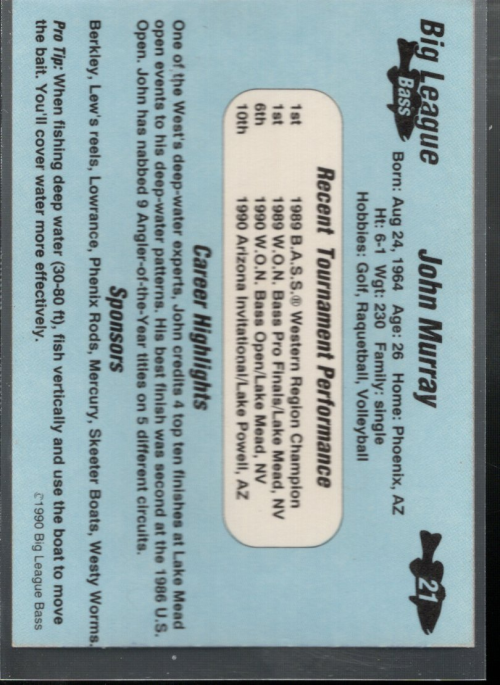 Big League
Bass
John Murray
21
Born: Aug 24, 1964 Age: 26 Home: Phoenix, AZ
Ht: 6-1 Wgt: 230 Family: single
Hobbies: Golf, Raquetball, Volleyball
Recent Tournament Performance
1st 1989 B.A.S.S.® Western Region Champion
1st 1989 W.O.N. Bass Pro Finals/Lake Mead, NV
6th 1990 W.O.N. Bass Open/Lake Mead, NV
10th 1990 Arizona Invitational/Lake Powell, AZ
Career Highlights
One of the West's deep-water experts, John credits 4 top ten finishes at Lake Mead
open events to his deep-water patterns. His best finish was second at the 1986 U.S.
Open. John has nabbed 9 Angler-of-the-Year titles on 5 different circuits.
Sponsors
Berkley, Lew's reels, Lowrance, Phenix Rods, Mercury, Skeeter Boats, Westy Worms.
Pro Tip: When fishing deep water (30-80 ft), fish vertically and use the boat to move
the bait. You'll cover water more effectively.
©1990 Big League Bass